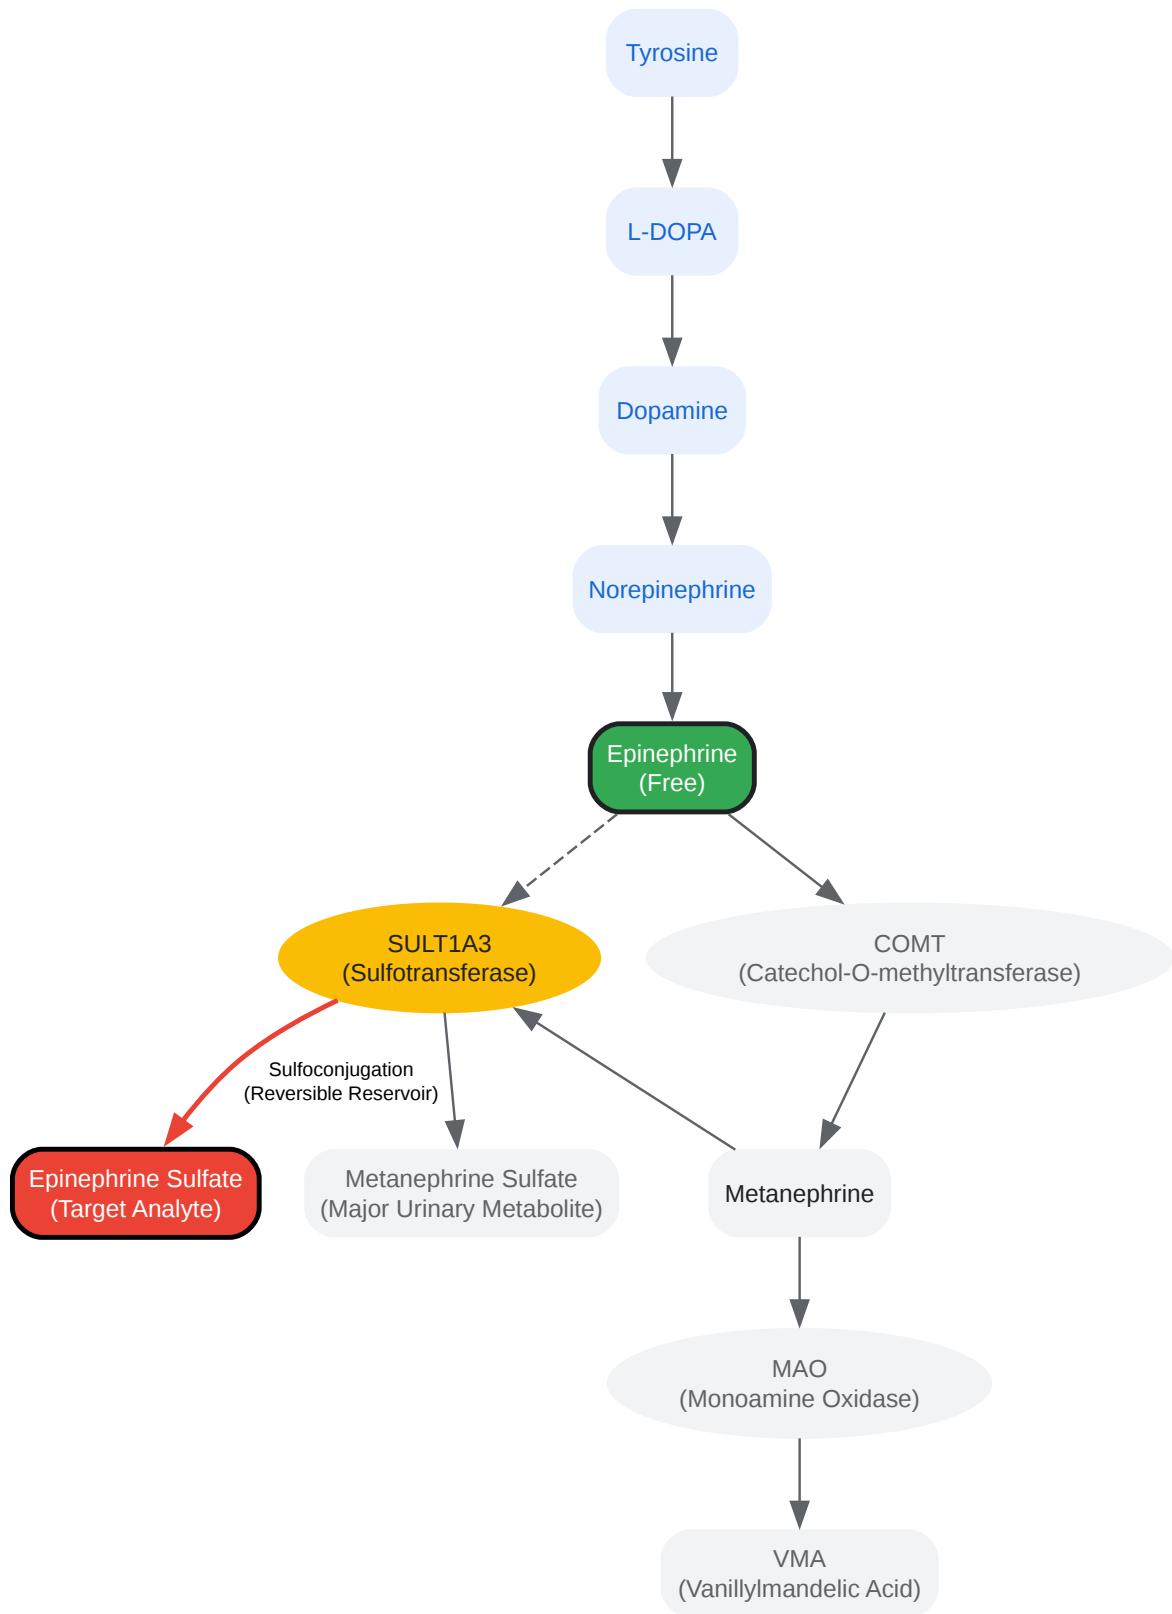 Tyrosine
L-DOPA
Dopamine
Norepinephrine
Epinephrine
(Free)
SULT1A3
(Sulfotransferase)
COMT
(Catechol-O-methyltransferase)
Sulfoconjugation
(Reversible Reservoir)
Epinephrine Sulfate
(Target Analyte)
Metanephrine Sulfate
(Major Urinary Metabolite)
Metanephrine
MAO
(Monoamine Oxidase)
VMA
(Vanillylmandelic Acid)